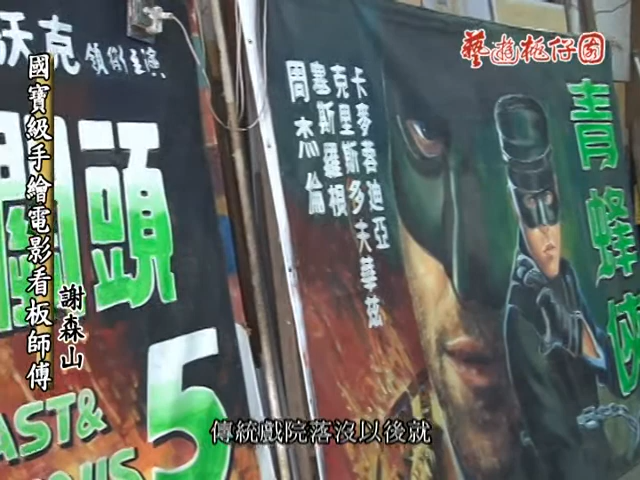 藝遊桃仔園
國寶級手繪電影看板師傅
謝森山
沃克 領銜主演
關頭
AST&
5
周杰倫
塞斯羅根
克里斯多夫華茲
卡麥蓉迪亞
青蜂俠
傳統戲院落沒以後就